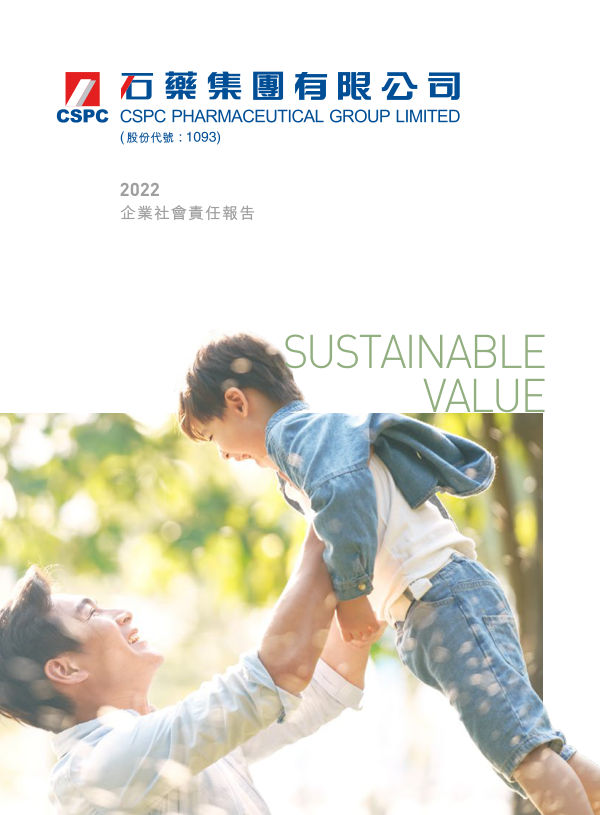 石藥集團有限公司
CSPC
CSPC PHARMACEUTICAL GROUP LIMITED
(股份代號：1093)
2022
企業社會責任報告
SUSTAINABLE
VALUE